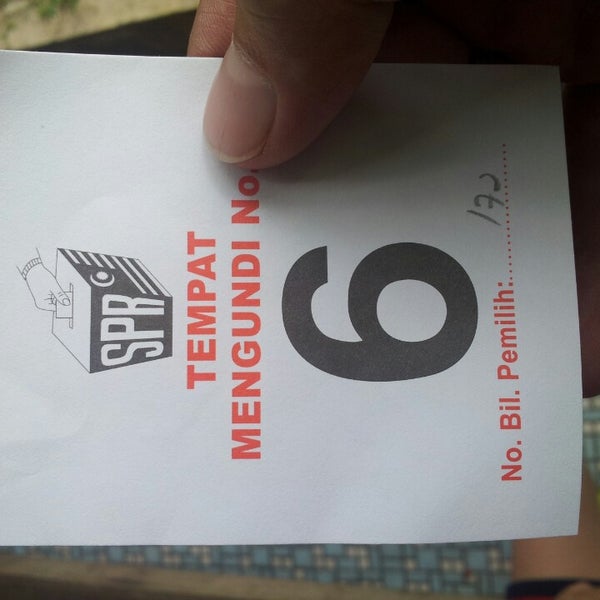 SPR
TEMPAT
MENGUNDI No.
6
No. Bil. Pemilih:..................172